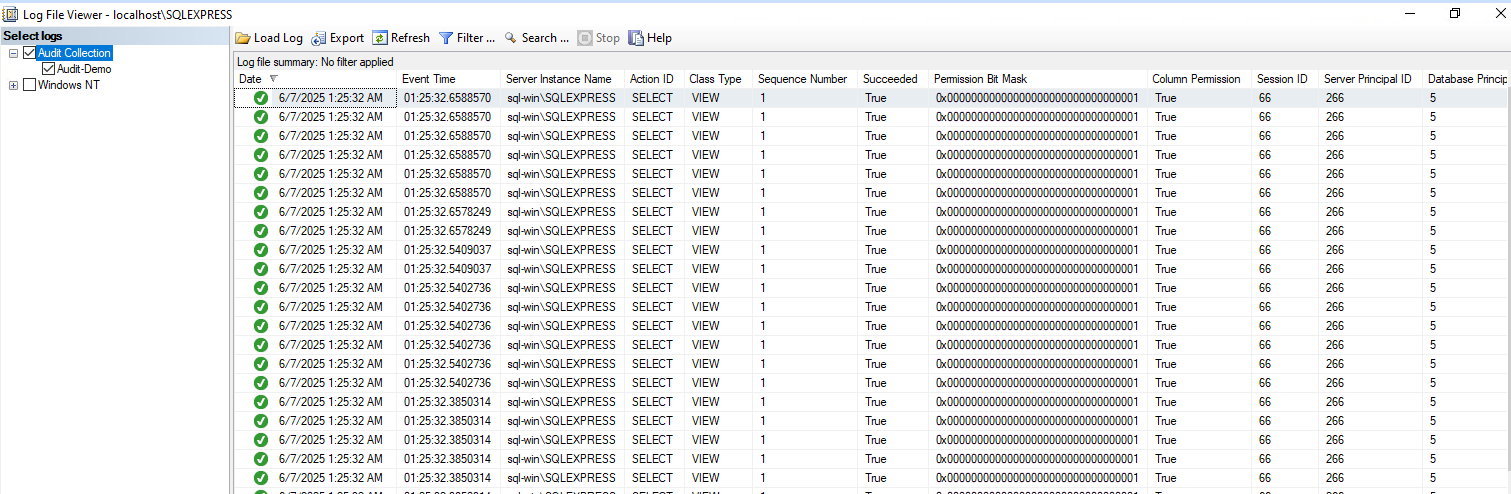 Log File Viewer - localhost\SQLEXPRESS
Select logs
Audit Collection
Audit-Demo
Windows NT
Load Log Export Refresh Filter ... Search ... Stop Help
Log file summary: No filter applied
Date Event Time Server Instance Name Action ID Class Type Sequence Number Succeeded Permission Bit Mask Column Permission Session ID Server Principal ID Database Princip
6/7/2025 1:25:32 AM 01:25:32.6588570 sql-win\SQLEXPRESS SELECT VIEW 1 True 0x00000000000000000000000000000001 True 66 266 5
6/7/2025 1:25:32 AM 01:25:32.6588570 sql-win\SQLEXPRESS SELECT VIEW 1 True 0x00000000000000000000000000000001 True 66 266 5
6/7/2025 1:25:32 AM 01:25:32.6588570 sql-win\SQLEXPRESS SELECT VIEW 1 True 0x00000000000000000000000000000001 True 66 266 5
6/7/2025 1:25:32 AM 01:25:32.6588570 sql-win\SQLEXPRESS SELECT VIEW 1 True 0x00000000000000000000000000000001 True 66 266 5
6/7/2025 1:25:32 AM 01:25:32.6588570 sql-win\SQLEXPRESS SELECT VIEW 1 True 0x00000000000000000000000000000001 True 66 266 5
6/7/2025 1:25:32 AM 01:25:32.6588570 sql-win\SQLEXPRESS SELECT VIEW 1 True 0x00000000000000000000000000000001 True 66 266 5
6/7/2025 1:25:32 AM 01:25:32.6578249 sql-win\SQLEXPRESS SELECT VIEW 1 True 0x00000000000000000000000000000001 True 66 266 5
6/7/2025 1:25:32 AM 01:25:32.6578249 sql-win\SQLEXPRESS SELECT VIEW 1 True 0x00000000000000000000000000000001 True 66 266 5
6/7/2025 1:25:32 AM 01:25:32.5409037 sql-win\SQLEXPRESS SELECT VIEW 1 True 0x00000000000000000000000000000001 True 66 266 5
6/7/2025 1:25:32 AM 01:25:32.5409037 sql-win\SQLEXPRESS SELECT VIEW 1 True 0x00000000000000000000000000000001 True 66 266 5
6/7/2025 1:25:32 AM 01:25:32.5402736 sql-win\SQLEXPRESS SELECT VIEW 1 True 0x00000000000000000000000000000001 True 66 266 5
6/7/2025 1:25:32 AM 01:25:32.5402736 sql-win\SQLEXPRESS SELECT VIEW 1 True 0x00000000000000000000000000000001 True 66 266 5
6/7/2025 1:25:32 AM 01:25:32.5402736 sql-win\SQLEXPRESS SELECT VIEW 1 True 0x00000000000000000000000000000001 True 66 266 5
6/7/2025 1:25:32 AM 01:25:32.5402736 sql-win\SQLEXPRESS SELECT VIEW 1 True 0x00000000000000000000000000000001 True 66 266 5
6/7/2025 1:25:32 AM 01:25:32.5402736 sql-win\SQLEXPRESS SELECT VIEW 1 True 0x00000000000000000000000000000001 True 66 266 5
6/7/2025 1:25:32 AM 01:25:32.5402736 sql-win\SQLEXPRESS SELECT VIEW 1 True 0x00000000000000000000000000000001 True 66 266 5
6/7/2025 1:25:32 AM 01:25:32.3850314 sql-win\SQLEXPRESS SELECT VIEW 1 True 0x00000000000000000000000000000001 True 66 266 5
6/7/2025 1:25:32 AM 01:25:32.3850314 sql-win\SQLEXPRESS SELECT VIEW 1 True 0x00000000000000000000000000000001 True 66 266 5
6/7/2025 1:25:32 AM 01:25:32.3850314 sql-win\SQLEXPRESS SELECT VIEW 1 True 0x00000000000000000000000000000001 True 66 266 5
6/7/2025 1:25:32 AM 01:25:32.3850314 sql-win\SQLEXPRESS SELECT VIEW 1 True 0x00000000000000000000000000000001 True 66 266 5
6/7/2025 1:25:32 AM 01:25:32.3850314 sql-win\SQLEXPRESS SELECT VIEW 1 True 0x00000000000000000000000000000001 True 66 266 5